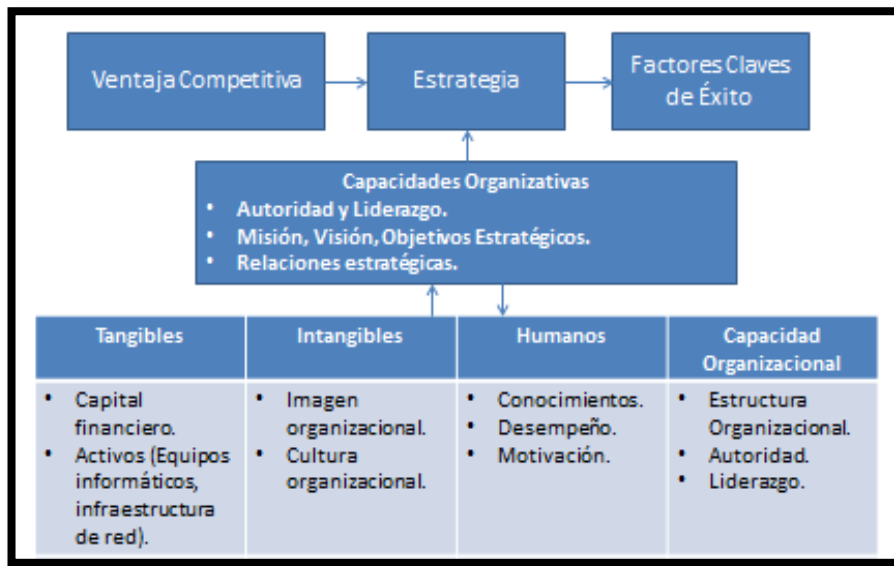 Ventaja Competitiva
Estrategia
Factores Claves
de Éxito
Capacidades Organizativas
• Autoridad y Liderazgo.
• Misión, Visión, Objetivos Estratégicos.
• Relaciones estratégicas.
Tangibles
Intangibles
Humanos
Capacidad
Organizacional
• Capital
financiero.
• Activos (Equipos
informáticos,
infraestructura
de red).
• Imagen
organizacional.
• Cultura
organizacional.
• Conocimientos.
• Desempeño.
• Motivación.
• Estructura
Organizacional.
• Autoridad.
• Liderazgo.